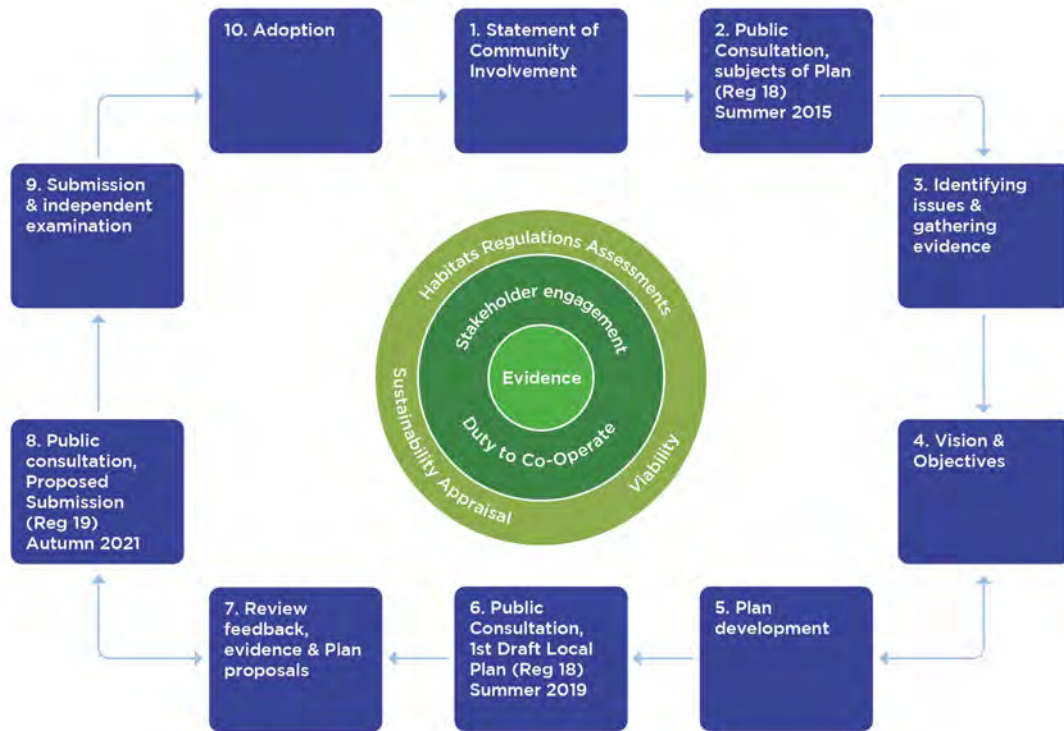 10. Adoption
1. Statement of
Community
Involvement
2. Public
Consultation,
subjects of Plan
(Reg 18)
Summer 2015
9. Submission
& independent
examination
3. Identifying
issues &
gathering
evidence
Habitats Regulations Assessments
Stakeholder engagement
Evidence
Duty to Co-Operate
Sustainability Appraisal
Viability
8. Public
consultation,
Proposed
Submission
(Reg 19)
Autumn 2021
4. Vision &
Objectives
7. Review
feedback,
evidence & Plan
proposals
6. Public
Consultation,
1st Draft Local
Plan (Reg 18)
Summer 2019
5. Plan
development